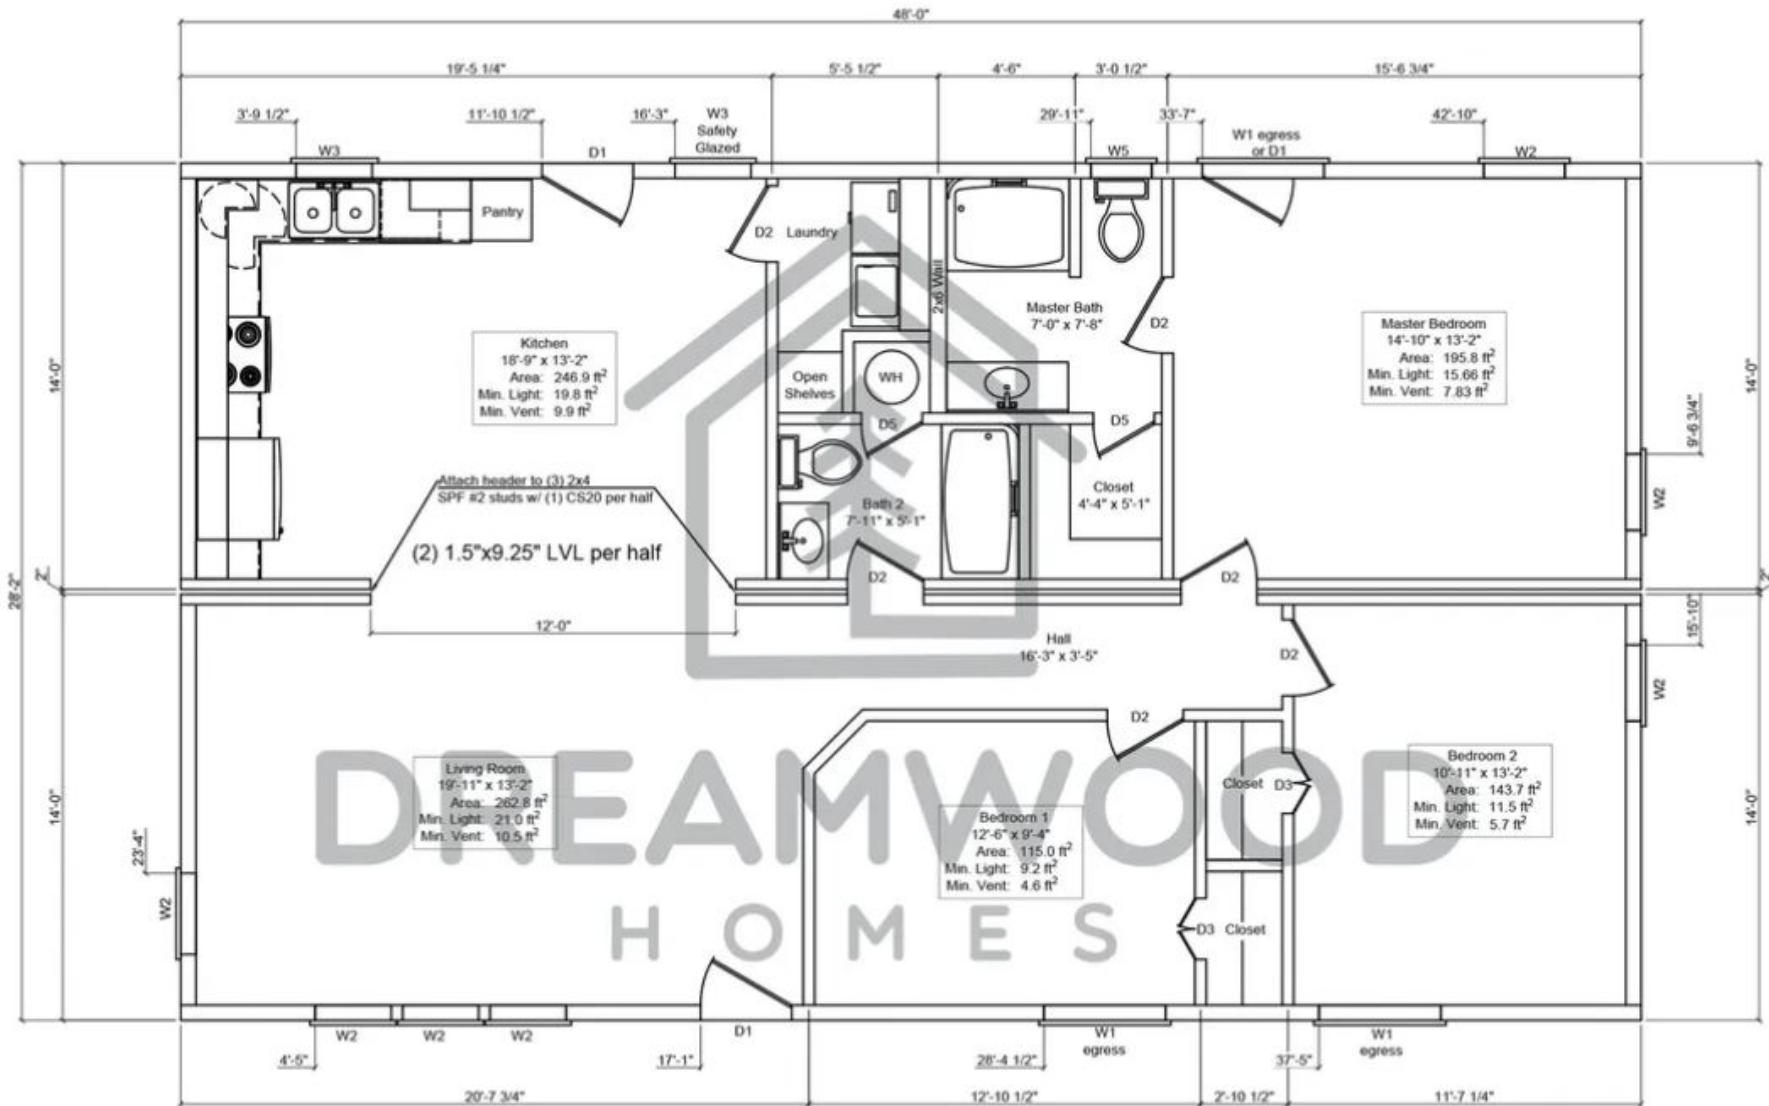 48'-0"
19'-5 1/4"
5'-5 1/2"
4'-6"
3'-0 1/2"
15'-6 3/4"
3'-9 1/2"
11'-10 1/2"
16'-3"
W3
Safety
Glazed
29'-11"
33'-7"
W1 egress
or D1
42'-10"
W3
D1
W5
W2
Pantry
D2
Laundry
2x6 Wall
Master Bath
7'-0" x 7'-8"
D2
Kitchen
18'-9" x 13'-2"
Area: 246.9 ft²
Min. Light: 19.8 ft²
Min. Vent: 9.9 ft²
Master Bedroom
14'-10" x 13'-2"
Area: 195.8 ft²
Min. Light: 15.66 ft²
Min. Vent: 7.83 ft²
14'-0"
14'-0"
Open
Shelves
WH
D5
D5
9'-6 3/4"
W2
Attach header to (3) 2x4
SPF #2 studs w/ (1) CS20 per half
(2) 1.5"x9.25" LVL per half
Bath 2
7'-11" x 5'-1"
Closet
4'-4" x 5'-1"
D2
D2
28'-2"
2"
2"
12'-0"
Hall
16'-3" x 3'-5"
D2
15'-10"
W2
D2
DREAMWOOD
HOMES
Living Room
19'-11" x 13'-2"
Area: 262.8 ft²
Min. Light: 21.0 ft²
Min. Vent: 10.5 ft²
Closet
D3
Bedroom 2
10'-11" x 13'-2"
Area: 143.7 ft²
Min. Light: 11.5 ft²
Min. Vent: 5.7 ft²
14'-0"
14'-0"
Bedroom 1
12'-6" x 9'-4"
Area: 115.0 ft²
Min. Light: 9.2 ft²
Min. Vent: 4.6 ft²
23'-4"
W2
D3
Closet
W2
W2
W2
D1
W1
egress
W1
egress
4'-5"
17'-1"
28'-4 1/2"
37'-5"
20'-7 3/4"
12'-10 1/2"
2'-10 1/2"
11'-7 1/4"